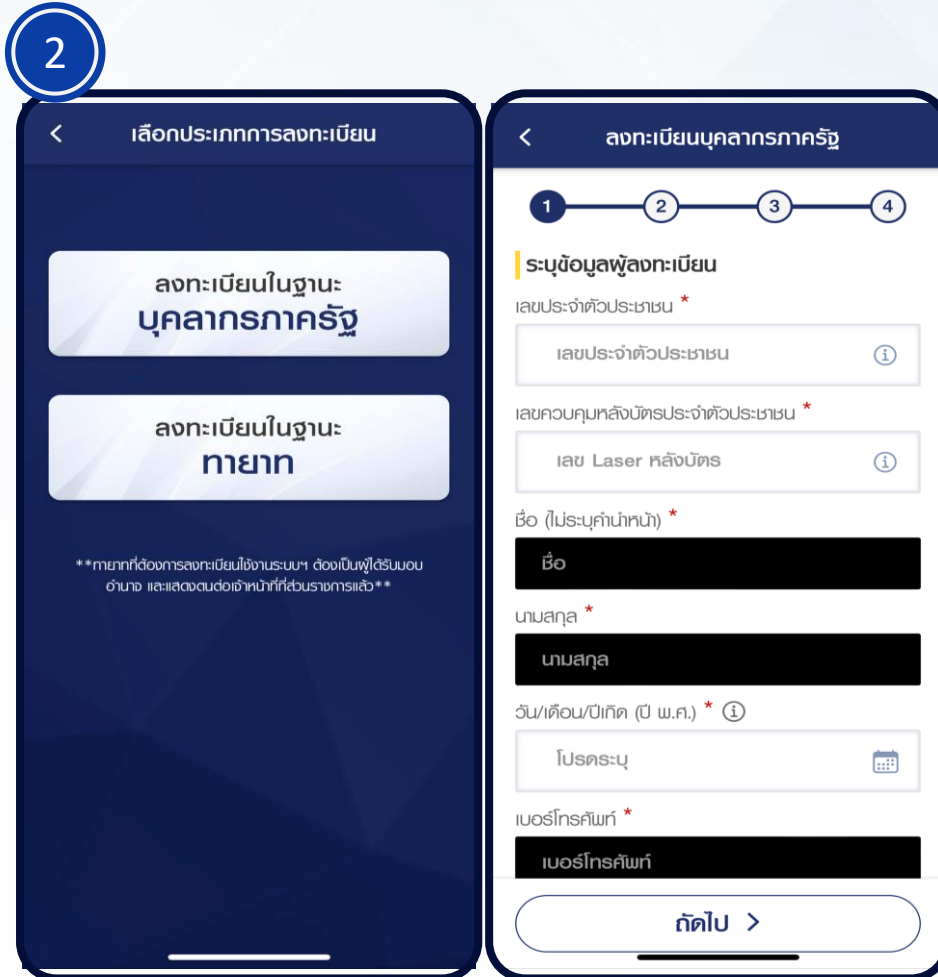 2
เลือกประเภทการลงทะเบียน
ลงทะเบียนในฐานะ
บุคลากรภาครัฐ
ลงทะเบียนในฐานะ
ทายาท
**ทายาทที่ต้องการลงทะเบียนใช้งานระบบฯ ต้องเป็นผู้ได้รับมอบ
อำนาจ และแสดงตนต่อเจ้าหน้าที่ที่ส่วนราชการแล้ว**
ลงทะเบียนบุคลากรภาครัฐ
1 2 3 4
ระบุข้อมูลผู้ลงทะเบียน
เลขประจำตัวประชาชน *
เลขประจำตัวประชาชน
เลขควบคุมหลังบัตรประจำตัวประชาชน *
เลข Laser หลังบัตร
ชื่อ (ไม่ระบุคำนำหน้า) *
ชื่อ
นามสกุล *
นามสกุล
วัน/เดือน/ปีเกิด (ปี พ.ศ.) *
โปรดระบุ
เบอร์โทรศัพท์ *
เบอร์โทรศัพท์
ถัดไป >